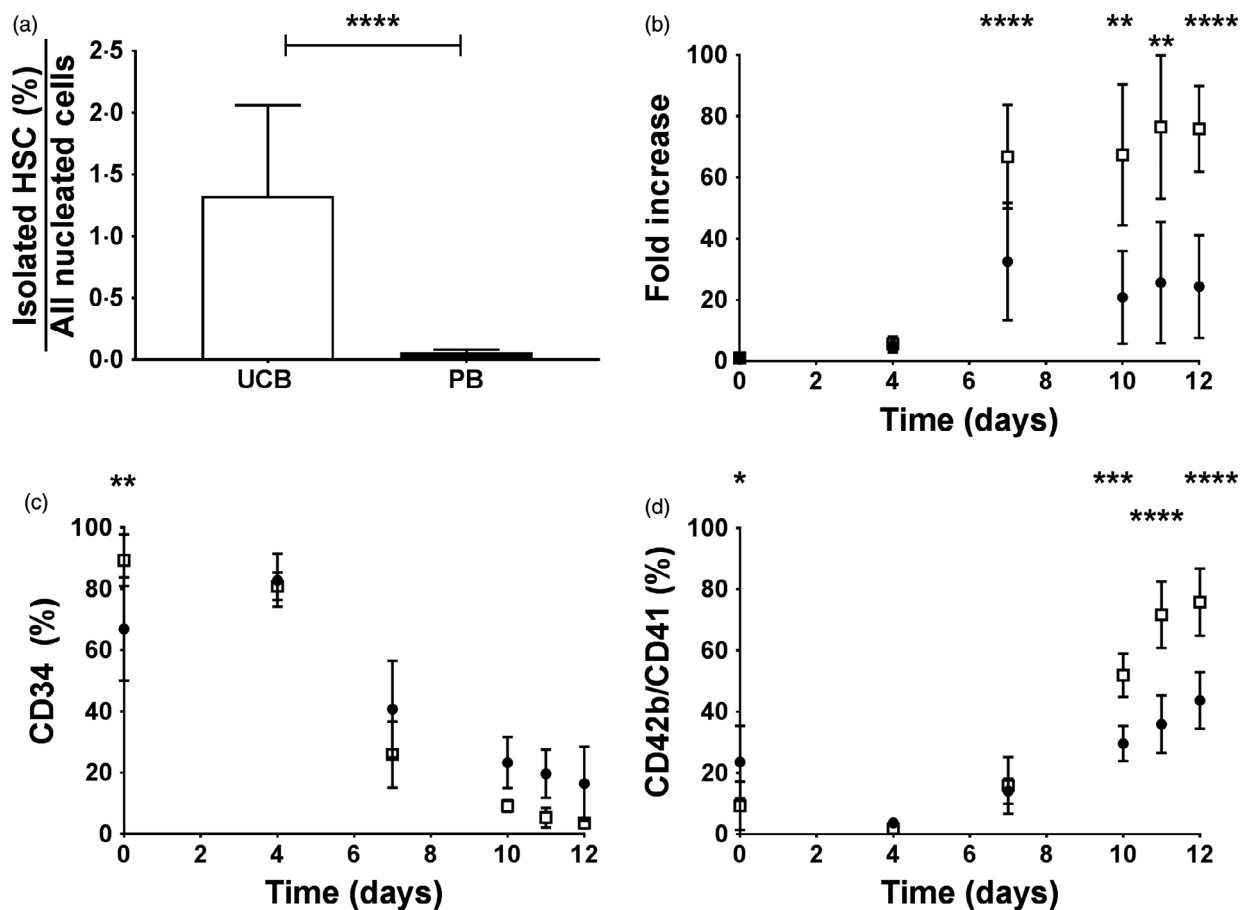 (a)
****
Isolated HSC (%)
All nucleated cells
2·5
2·0
1·5
1·0
0·5
0·0
UCB PB
(b)
**** ** ****
**
Fold increase
100
80
60
40
20
0
0 2 4 6 8 10 12
Time (days)
(c)
**
CD34 (%)
100
80
60
40
20
0
0 2 4 6 8 10 12
Time (days)
(d)
* *** ****
****
CD42b/CD41 (%)
100
80
60
40
20
0
0 2 4 6 8 10 12
Time (days)